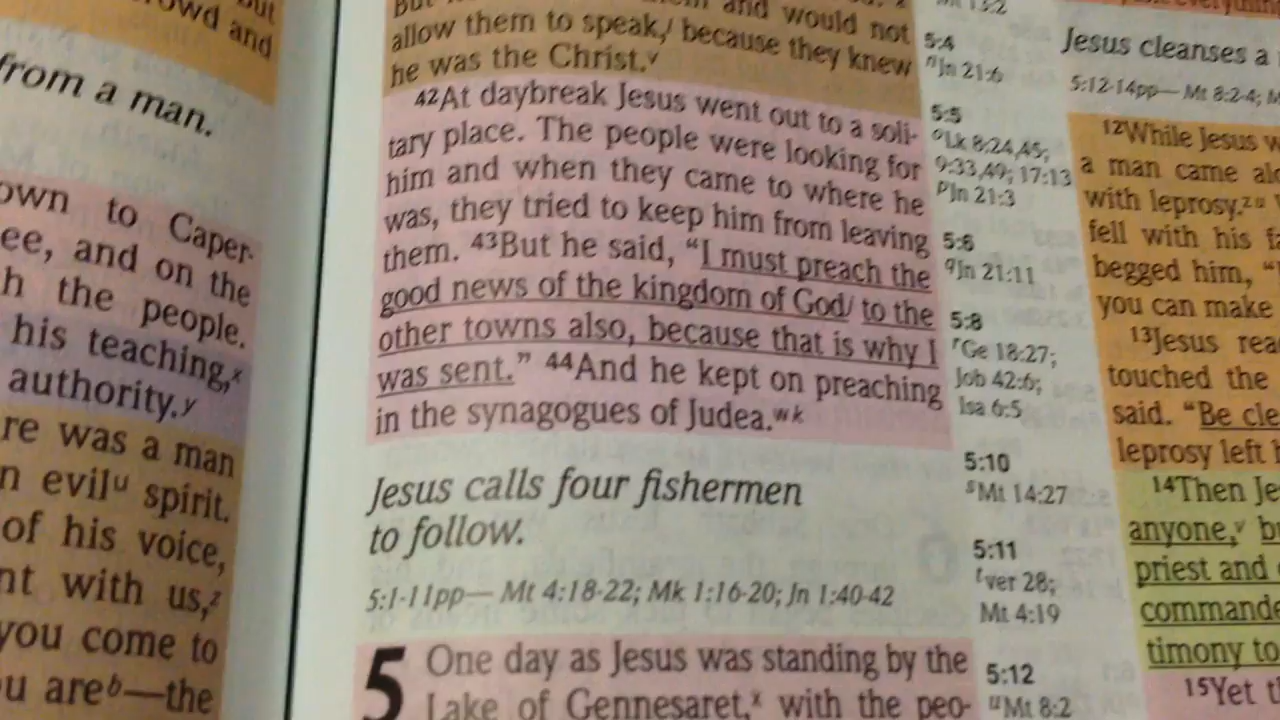 out
owd and
from a man.
own to Caper-
ee, and on the
h the people.
his teaching,x
authority.y
re was a man
n evilu spirit.
of his voice,
nt with us,z
you come to
u areb—the
and would not
allow them to speak,j because they knew
he was the Christ.v
42At daybreak Jesus went out to a soli-
tary place. The people were looking for
him and when they came to where he
was, they tried to keep him from leaving
them. 43But he said, “I must preach the
good news of the kingdom of God/ to the
other towns also, because that is why I
was sent.” 44And he kept on preaching
in the synagogues of Judea.w k
Jesus calls four fishermen
to follow.
5:1-11pp— Mt 4:18-22; Mk 1:16-20; Jn 1:40-42
5 One day as Jesus was standing by the
Lake of Gennesaret,x with the peo-
5:4
nJn 21:6
5:5
oLk 8:24,45;
9:33,49; 17:13
pJn 21:3
5:6
qJn 21:11
5:8
rGe 18:27;
Job 42:6;
Isa 6:5
5:10
sMt 14:27
5:11
tver 28;
Mt 4:19
5:12
uMt 8:2
Jesus cleanses a
5:12-14pp— Mt 8:2-4; M
12While Jesus w
a man came alo
with leprosy.z u
fell with his fa
begged him, “
you can make
13Jesus rea
touched the
said. “Be cle
leprosy left
14Then Je
anyone,v b
priest and
commande
timony to
15Yet t